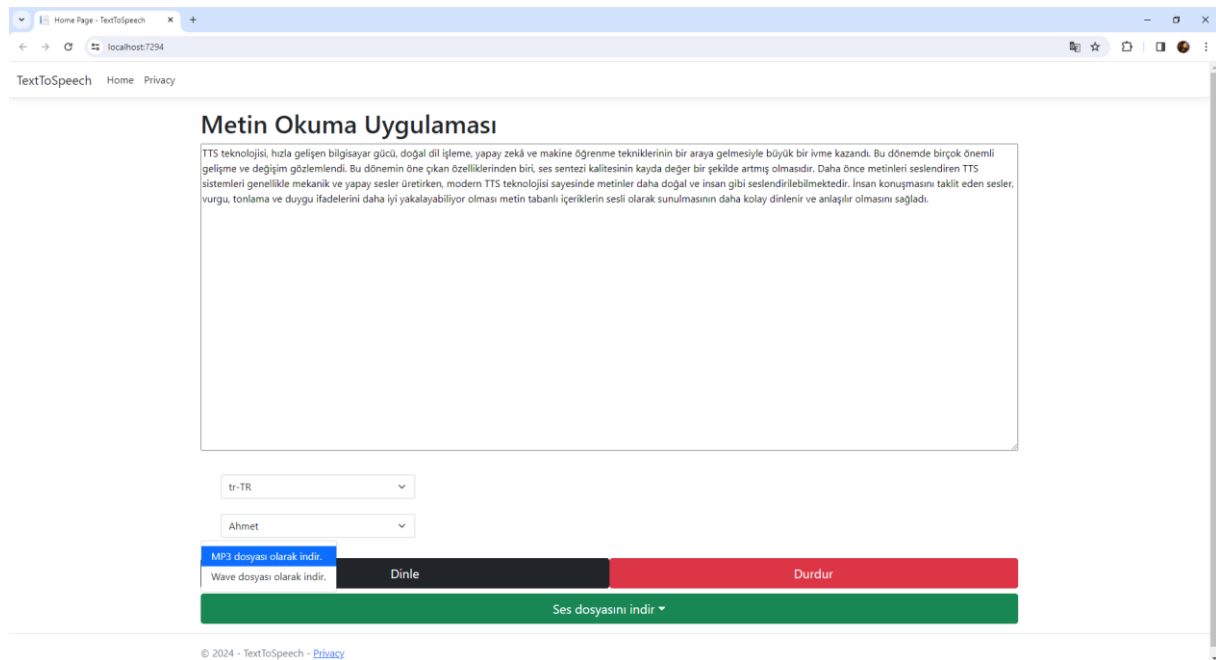 Home Page - TextToSpeech
localhost:7294
TextToSpeech Home Privacy
Metin Okuma Uygulaması
TTS teknolojisi, hızla gelişen bilgisayar gücü, doğal dil işleme, yapay zekâ ve makine öğrenme tekniklerinin bir araya gelmesiyle büyük bir ivme kazandı. Bu dönemde birçok önemli
gelişme ve değişim gözlemlendi. Bu dönemin öne çıkan özelliklerinden biri, ses sentezi kalitesinin kayda değer bir şekilde artmış olmasıdır. Daha önce metinleri seslendiren TTS
sistemleri genellikle mekanik ve yapay sesler üretirken, modern TTS teknolojisi sayesinde metinler daha doğal ve insan gibi seslendirilebilmektedir. İnsan konuşmasını taklit eden sesler,
vurgu, tonlama ve duygu ifadelerini daha iyi yakalayabiliyor olması metin tabanlı içeriklerin sesli olarak sunulmasının daha kolay dinlenir ve anlaşılır olmasını sağladı.
tr-TR
Ahmet
MP3 dosyası olarak indir.
Wave dosyası olarak indir.
Dinle
Durdur
Ses dosyasını indir
© 2024 - TextToSpeech - Privacy